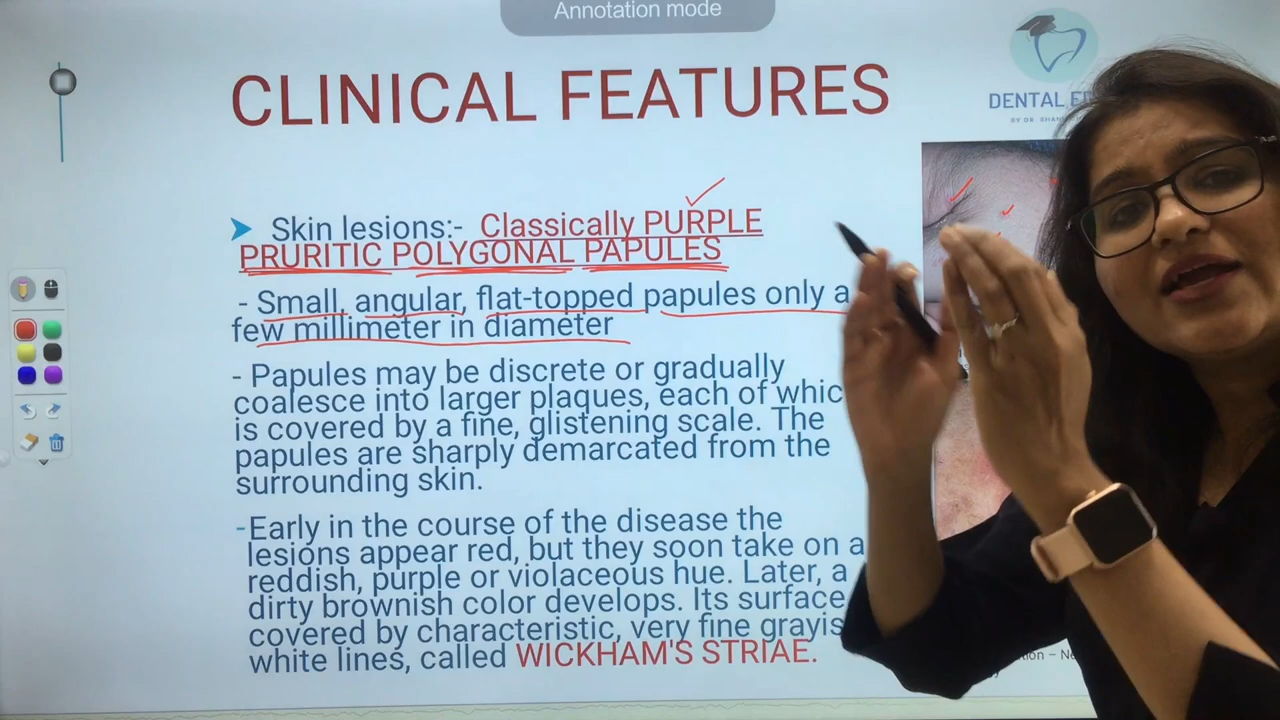 Annotation mode
CLINICAL FEATURES
DENTAL
Skin lesions:- Classically PURPLE
PRURITIC POLYGONAL PAPULES
- Small, angular, flat-topped papules only a
few millimeter in diameter
- Papules may be discrete or gradually
coalesce into larger plaques, each of
is covered by a fine, glistening scale. The
papules are sharply demarcated from the
surrounding skin.
-Early in the course of the disease the
lesions appear red, but they soon take on a
reddish, purple or violaceous hue. Later, a
dirty brownish color develops. Its surface
covered by characteristic, very fine
white lines, called WICKHAM'S STRIAE.